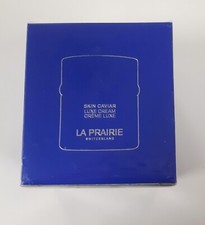 SKIN CAVIAR
LUXE CREAM
CRÈME LUXE
LA PRAIRIE
SWITZERLAND